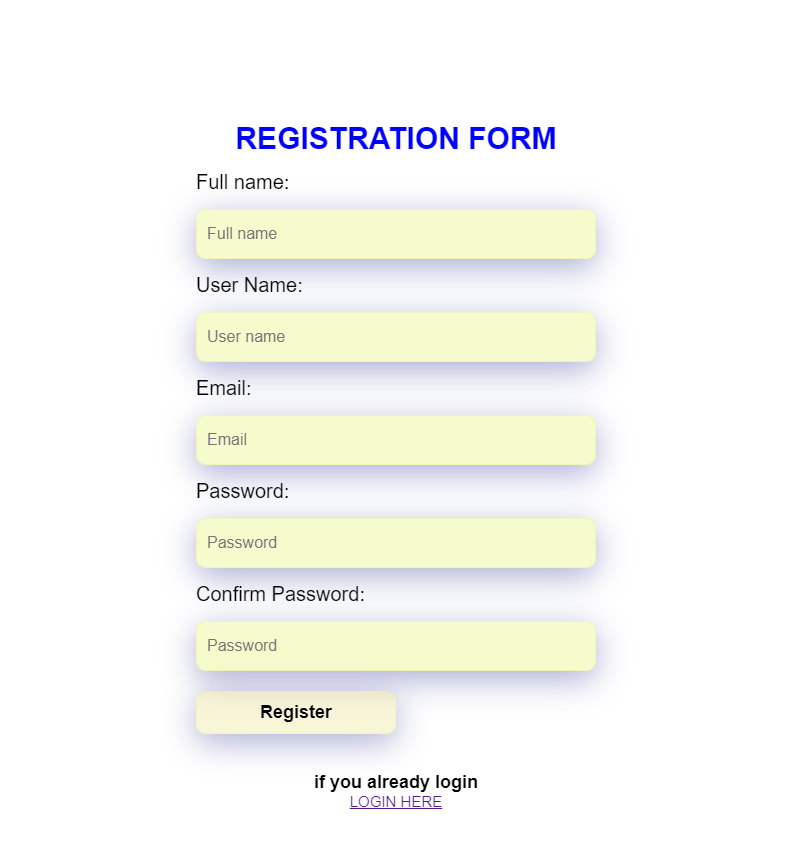 REGISTRATION FORM
Full name:
Full name
User Name:
User name
Email:
Email
Password:
Password
Confirm Password:
Password
Register
if you already login
LOGIN HERE